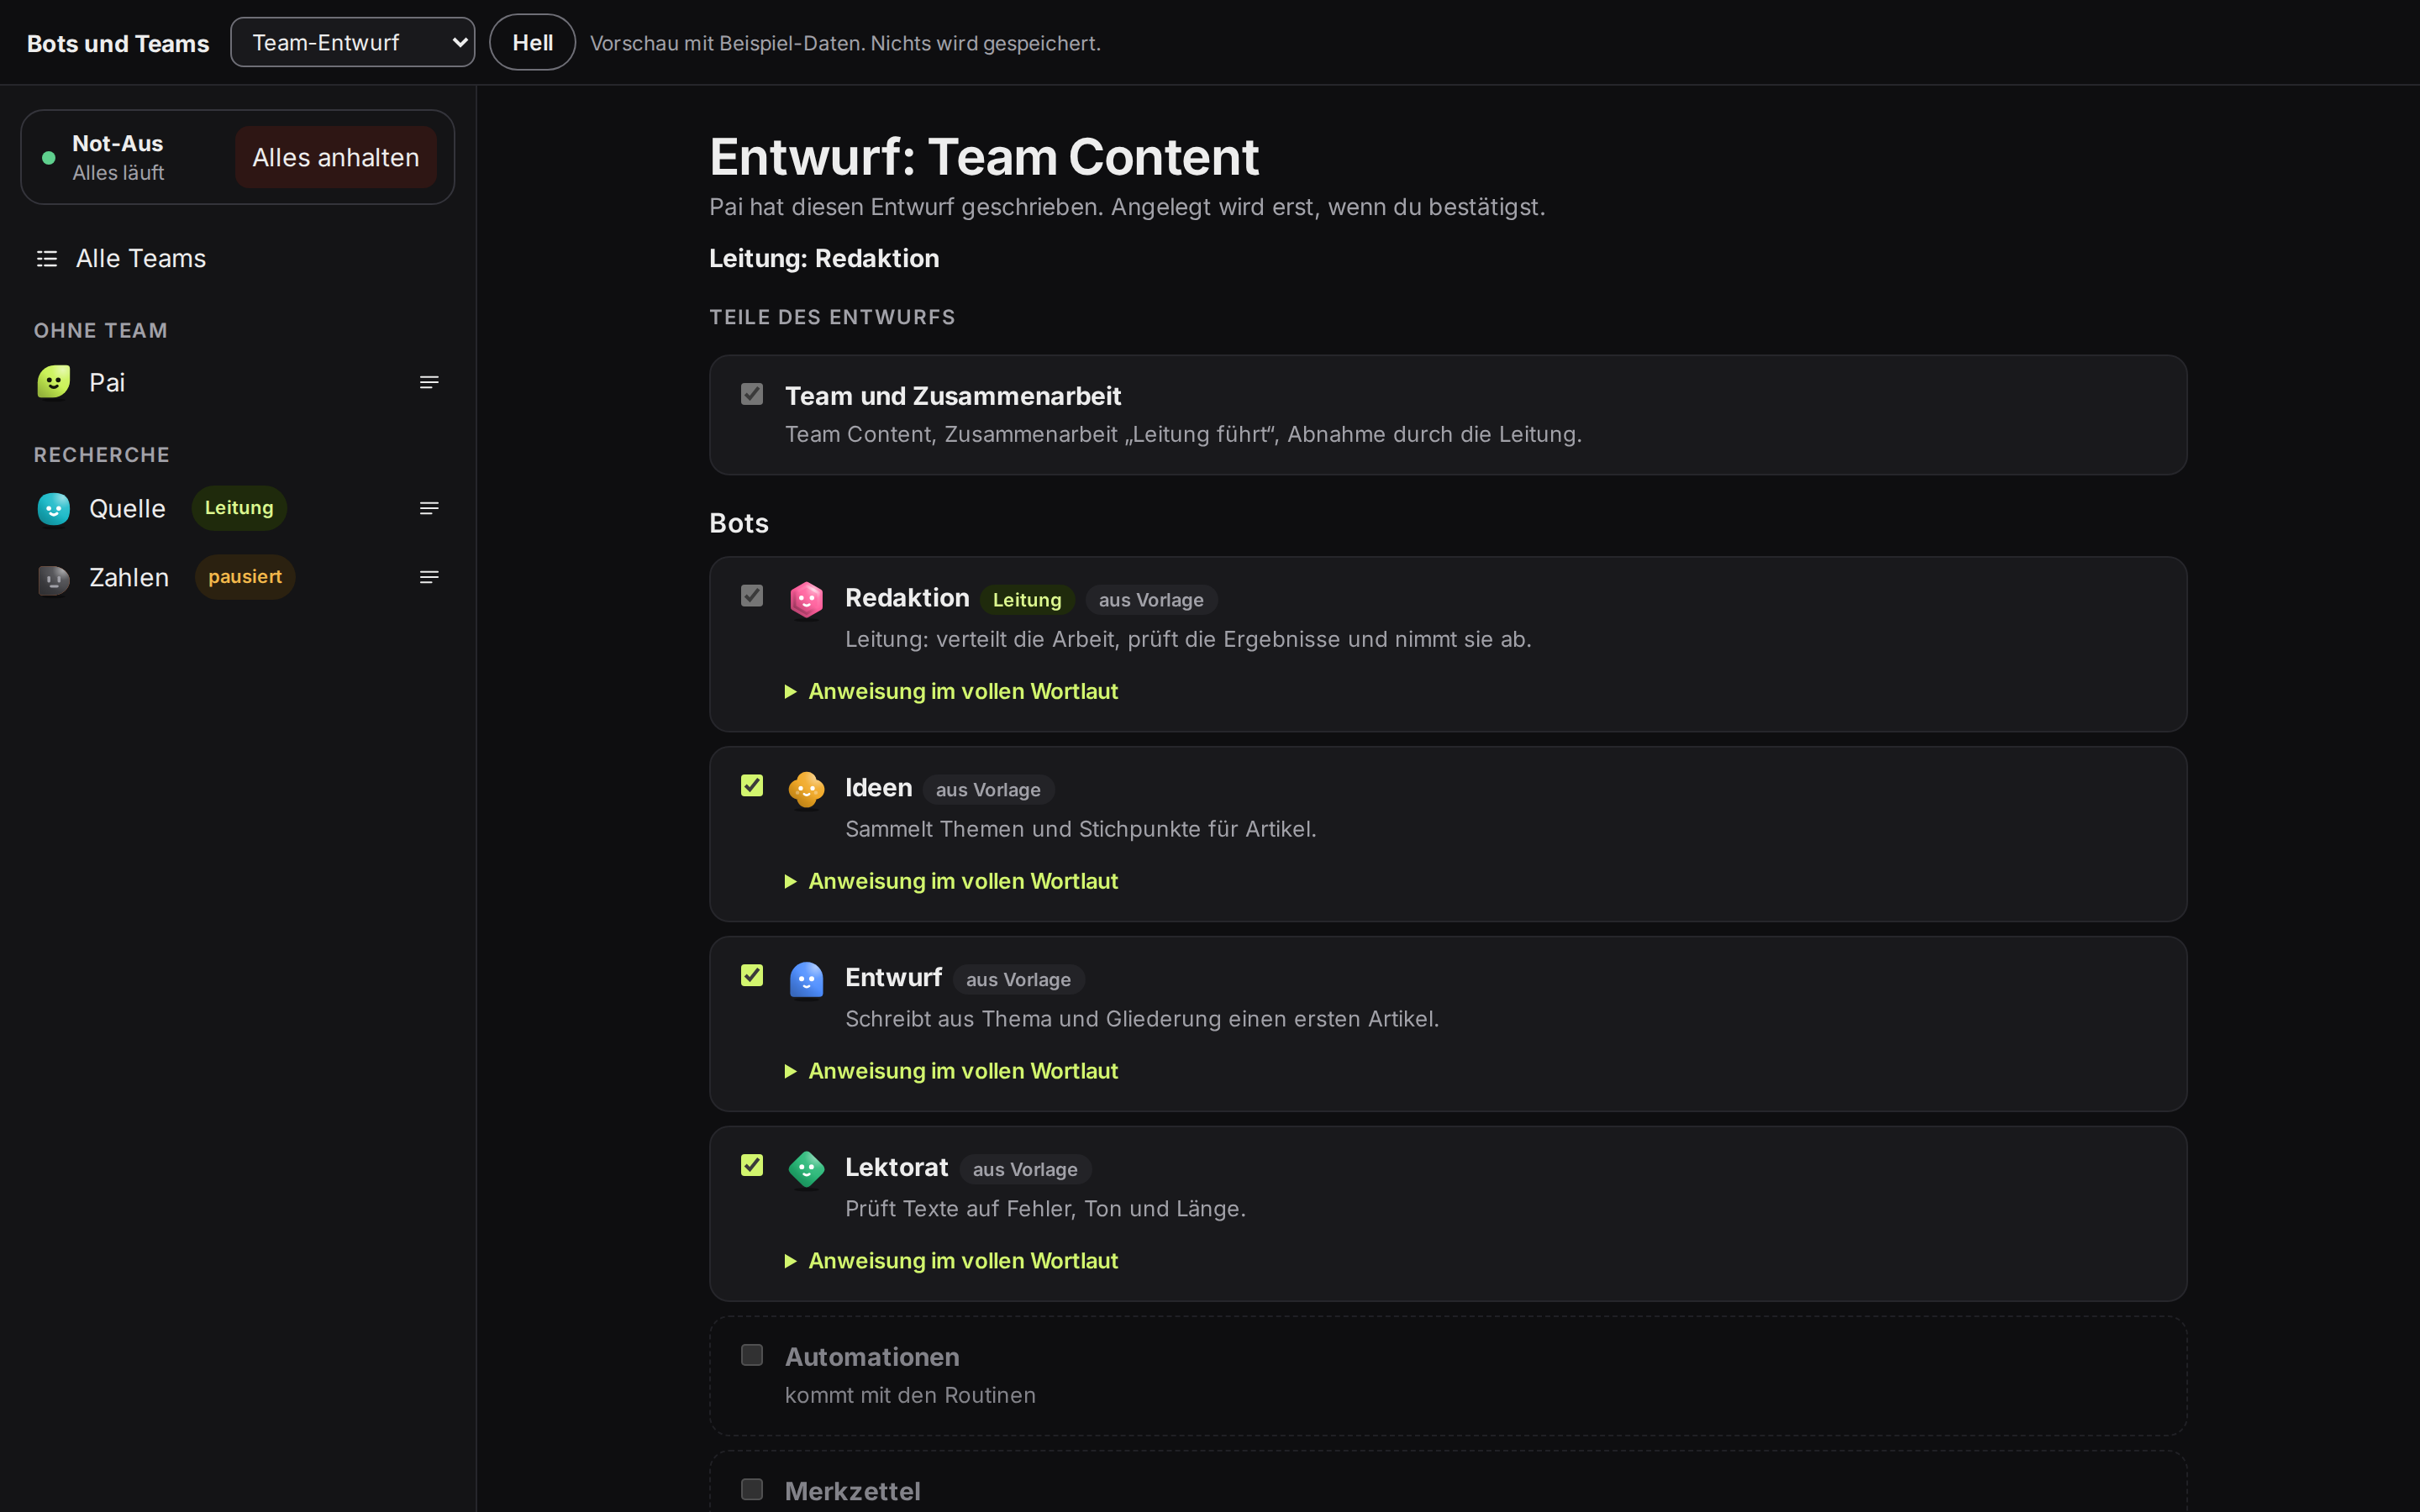 Bots und Teams
Team-Entwurf
Hell
Vorschau mit Beispiel-Daten. Nichts wird gespeichert.
Not-Aus
Alles läuft
Alles anhalten
Alle Teams
OHNE TEAM
Pai
RECHERCHE
Quelle Leitung
Zahlen pausiert
Entwurf: Team Content
Pai hat diesen Entwurf geschrieben. Angelegt wird erst, wenn du bestätigst.
Leitung: Redaktion
TEILE DES ENTWURFS
Team und Zusammenarbeit
Team Content, Zusammenarbeit „Leitung führt“, Abnahme durch die Leitung.
Bots
Redaktion Leitung aus Vorlage
Leitung: verteilt die Arbeit, prüft die Ergebnisse und nimmt sie ab.
Anweisung im vollen Wortlaut
Ideen aus Vorlage
Sammelt Themen und Stichpunkte für Artikel.
Anweisung im vollen Wortlaut
Entwurf aus Vorlage
Schreibt aus Thema und Gliederung einen ersten Artikel.
Anweisung im vollen Wortlaut
Lektorat aus Vorlage
Prüft Texte auf Fehler, Ton und Länge.
Anweisung im vollen Wortlaut
Automationen
kommt mit den Routinen
Merkzettel